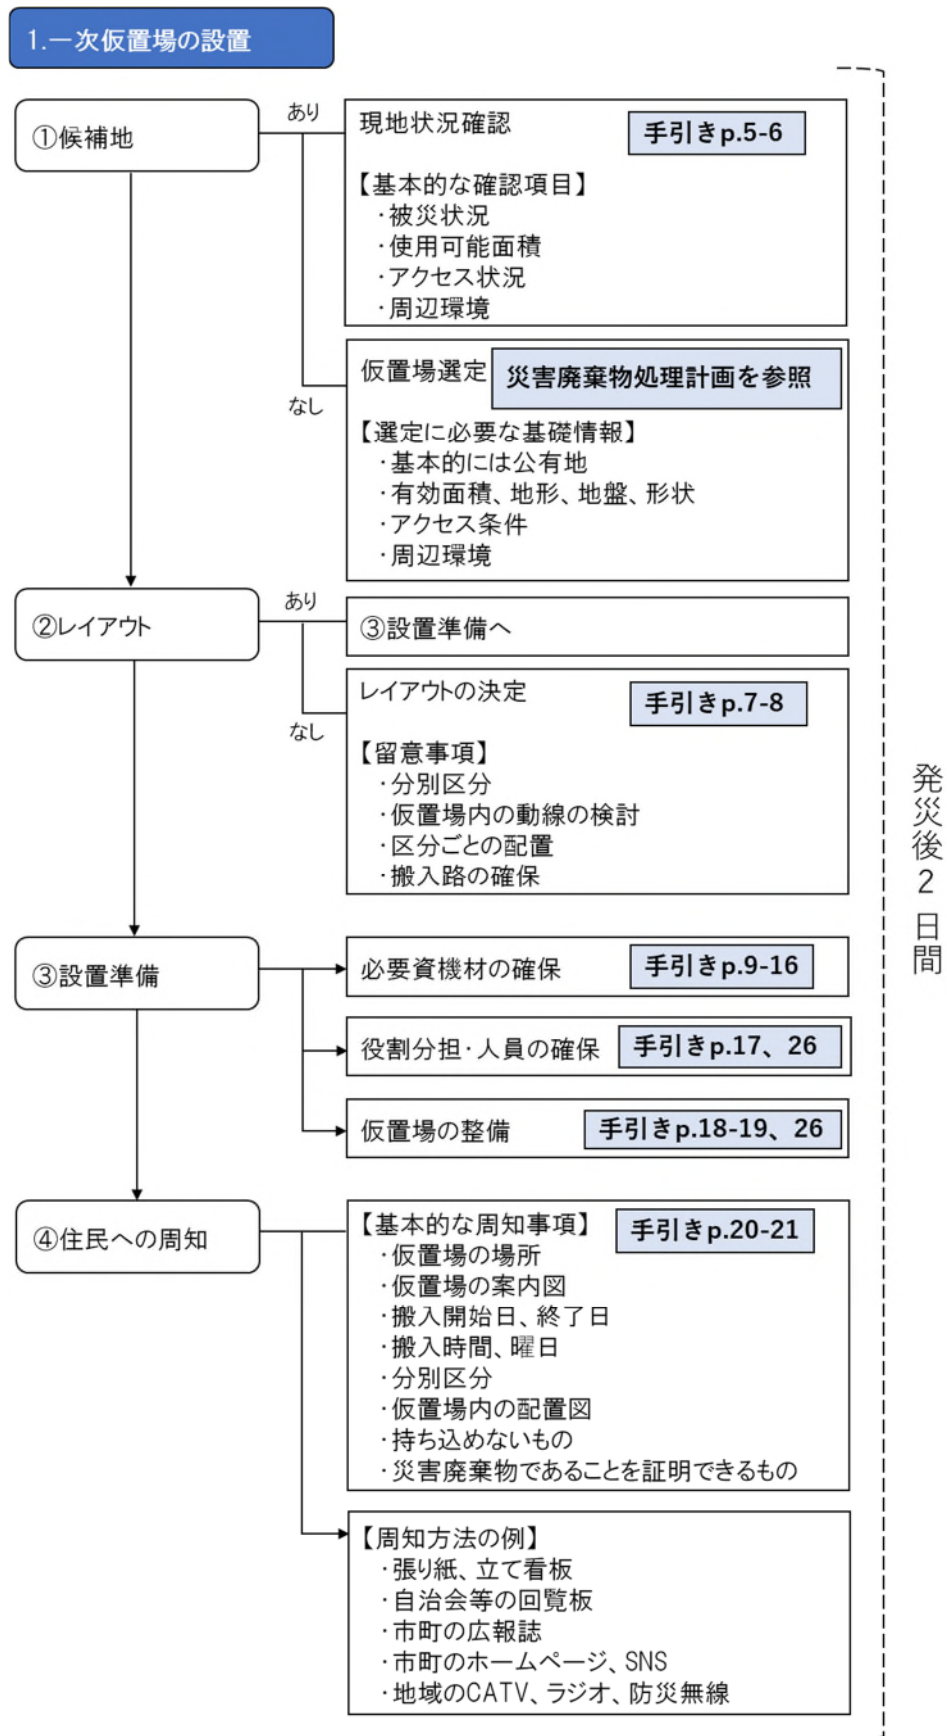 1.一次仮置場の設置
①候補地
あり
現地状況確認
手引きp.5-6
【基本的な確認項目】
・被災状況
・使用可能面積
・アクセス状況
・周辺環境
なし
仮置場選定
災害廃棄物処理計画を参照
【選定に必要な基礎情報】
・基本的には公有地
・有効面積、地形、地盤、形状
・アクセス条件
・周辺環境
②レイアウト
あり
③設置準備へ
なし
レイアウトの決定
手引きp.7-8
【留意事項】
・分別区分
・仮置場内の動線の検討
・区分ごとの配置
・搬入路の確保
③設置準備
必要資機材の確保
手引きp.9-16
役割分担・人員の確保
手引きp.17、26
仮置場の整備
手引きp.18-19、26
④住民への周知
【基本的な周知事項】
手引きp.20-21
・仮置場の場所
・仮置場の案内図
・搬入開始日、終了日
・搬入時間、曜日
・分別区分
・仮置場内の配置図
・持ち込めないもの
・災害廃棄物であることを証明できるもの
【周知方法の例】
・張り紙、立て看板
・自治会等の回覧板
・市町の広報誌
・市町のホームページ、SNS
・地域のCATV、ラジオ、防災無線
発災後2日間